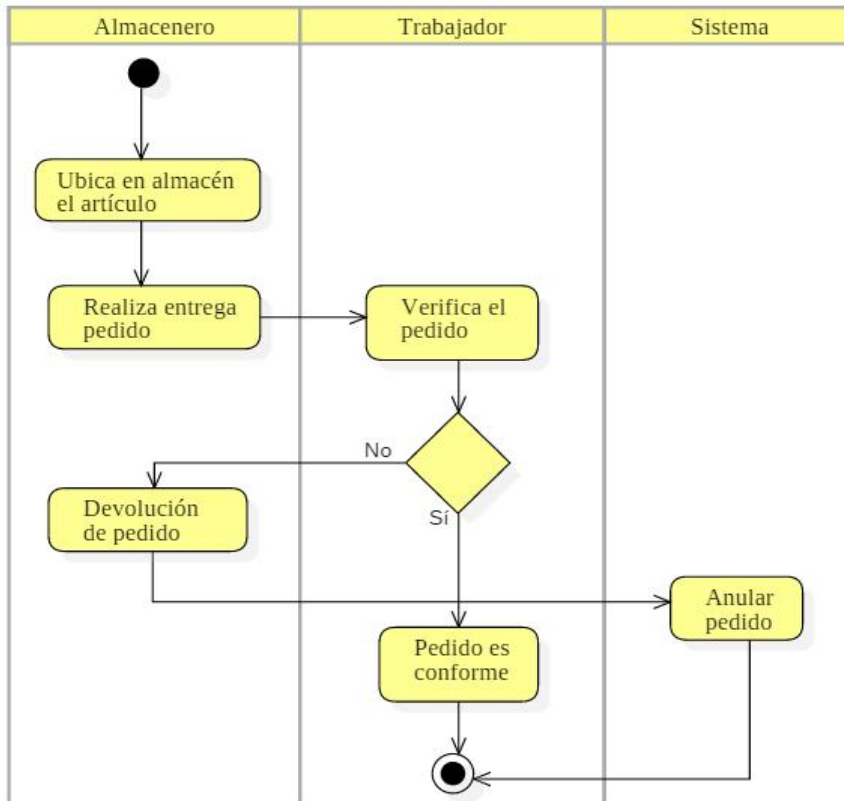 Almacenero
Trabajador
Sistema
Ubica en almacén
el artículo
Realiza entrega
pedido
Verifica el
pedido
No
Sí
Devolución
de pedido
Anular
pedido
Pedido es
conforme